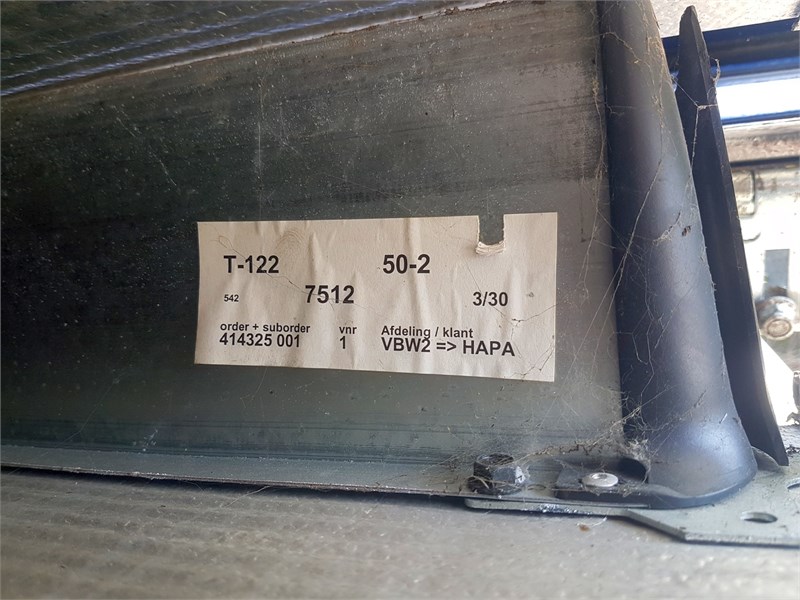 T-122 50-2
542 7512 3/30
order + suborder vnr Afdeling / klant
414325 001 1 VBW2 => HAPA